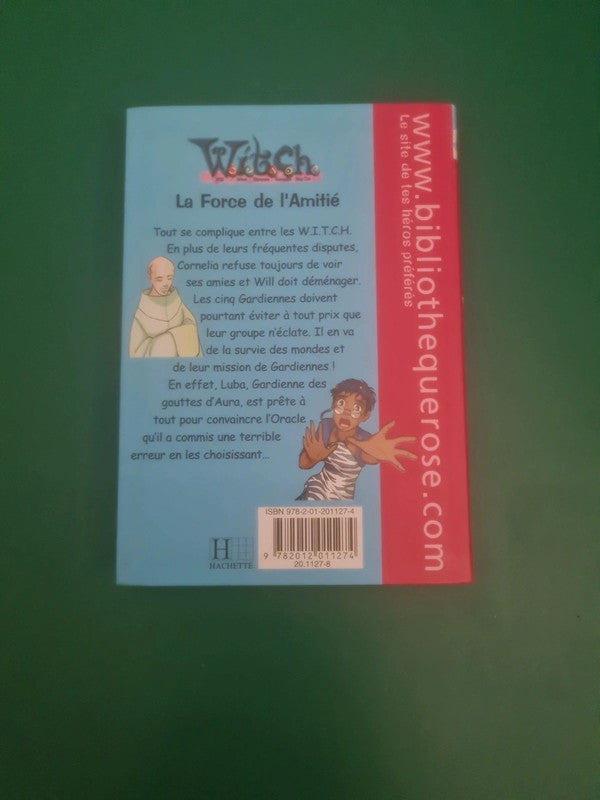 W.i.t.c.h.
La Force de l'Amitié
Tout se complique entre les W.I.T.C.H.
En plus de leurs fréquentes disputes,
Cornelia refuse toujours de voir
ses amies et Will doit déménager.
Les cinq Gardiennes doivent
pourtant éviter à tout prix que
leur groupe n'éclate. Il en va
de la survie des mondes et
de leur mission de Gardiennes !
En effet, Luba, Gardienne des
gouttes d'Aura, est prête à
tout pour convaincre l'Oracle
qu'il a commis une terrible
erreur en les choisissant...
ISBN 978-2-01-201127-4
9 782012 011274
20.1127-8
H
HACHETTE
www.bibliothequerose.com
Le site de tes héros préférés